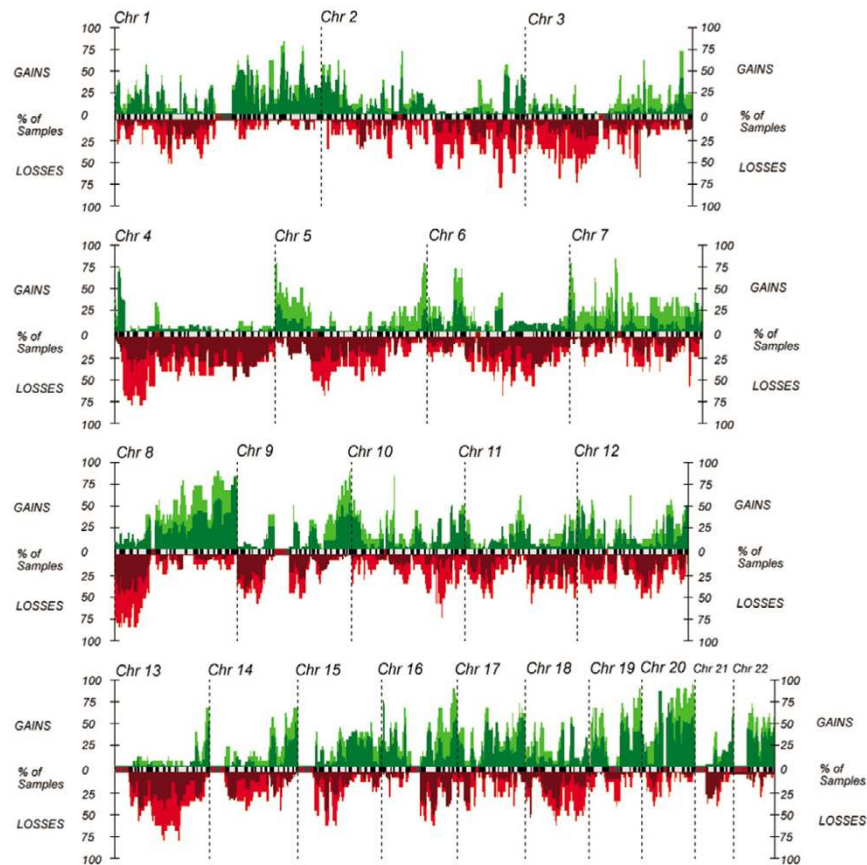 Chr 1 Chr 2 Chr 3
100 100
75 75
GAINS 50 50 GAINS
25 25
% of Samples 0 0 % of Samples
25 25
LOSSES 50 50 LOSSES
75 75
100 100
Chr 4 Chr 5 Chr 6 Chr 7
100 100
75 75
GAINS 50 50 GAINS
25 25
% of Samples 0 0 % of Samples
25 25
LOSSES 50 50 LOSSES
75 75
100 100
Chr 8 Chr 9 Chr 10 Chr 11 Chr 12
100 100
75 75
GAINS 50 50 GAINS
25 25
% of Samples 0 0 % of Samples
25 25
LOSSES 50 50 LOSSES
75 75
100 100
Chr 13 Chr 14 Chr 15 Chr 16 Chr 17 Chr 18 Chr 19 Chr 20 Chr 21 Chr 22
100 100
75 75
GAINS 50 50 GAINS
25 25
% of Samples 0 0 % of Samples
25 25
LOSSES 50 50 LOSSES
75 75
100 100